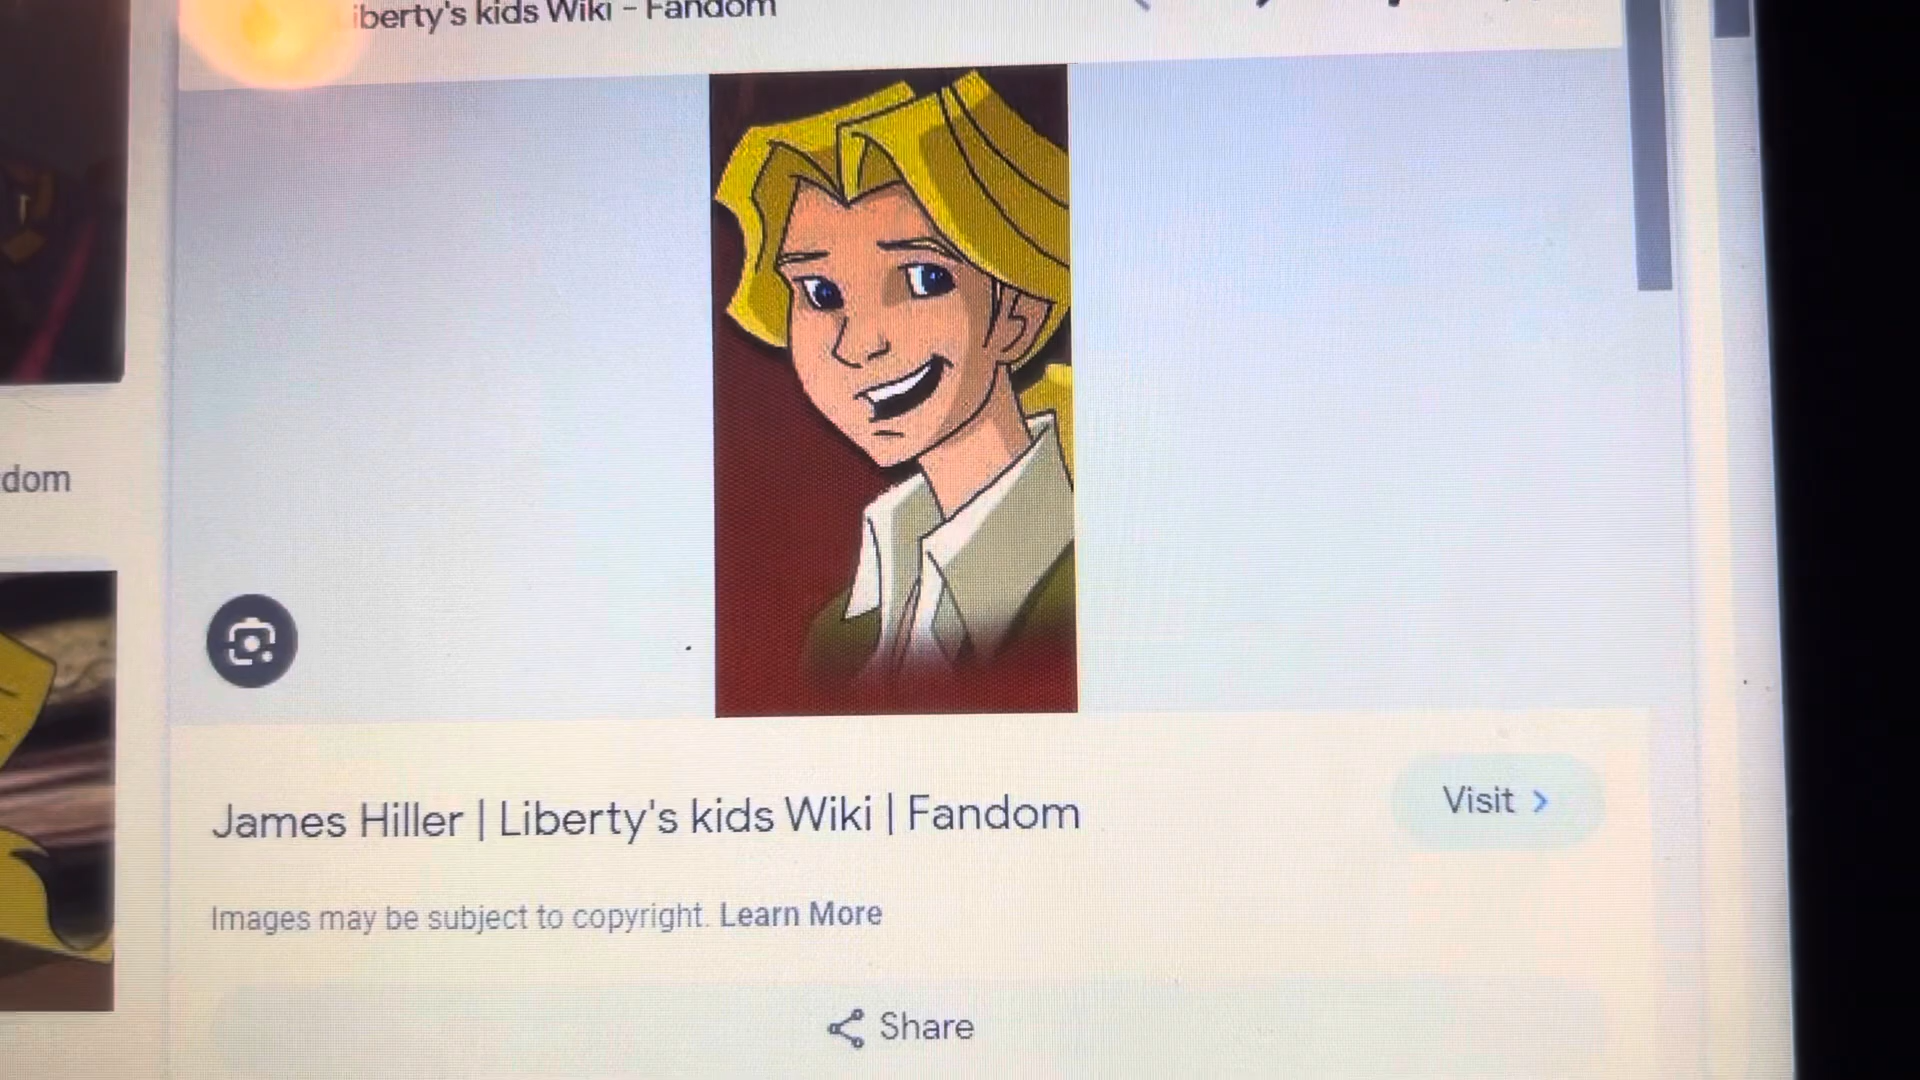 iberty's kids Wiki - Fandom
dom
James Hiller | Liberty's kids Wiki | Fandom
Visit >
Images may be subject to copyright. Learn More
Share